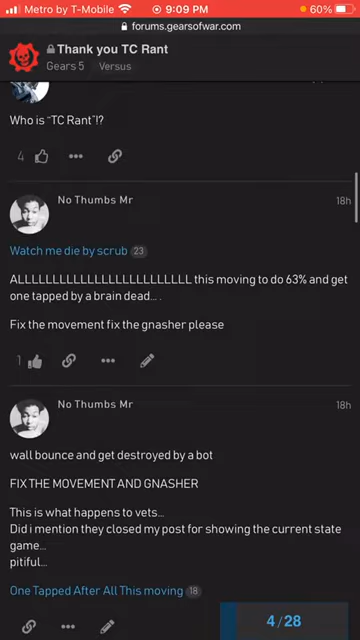 Metro by T-Mobile 9:09 PM 60%
forums.gearsofwar.com
Thank you TC Rant
Gears 5 Versus
Who is “TC Rant”!?
4
No Thumbs Mr 18h
Watch me die by scrub 23
ALLLLLLLLLLLLLLLLLLLLLLLLL this moving to do 63% and get
one tapped by a brain dead... .
Fix the movement fix the gnasher please
1
No Thumbs Mr 18h
wall bounce and get destroyed by a bot
FIX THE MOVEMENT AND GNASHER
This is what happens to vets...
Did i mention they closed my post for showing the current state
game...
pitiful...
One Tapped After All This moving 18
4/28